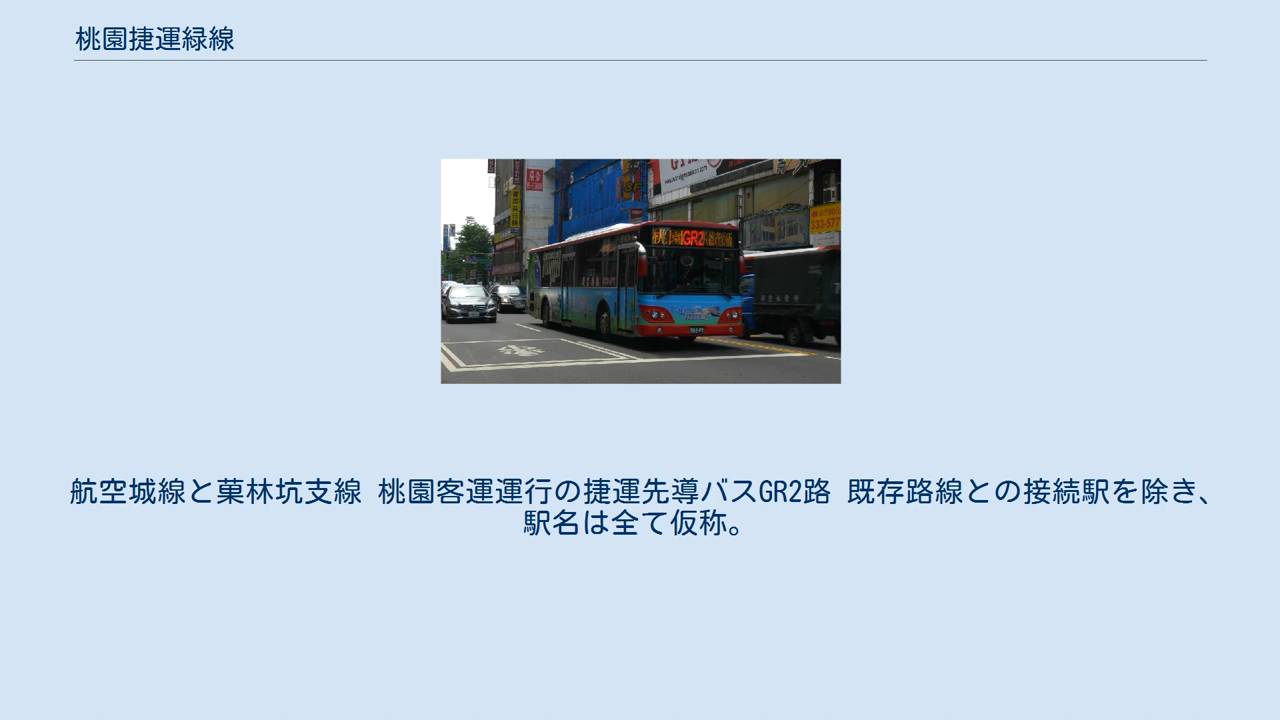 桃園捷運緑線
GR2
航空城線と菓林坑支線 桃園客運運行の捷運先導バスGR2路 既存路線との接続駅を除き、
駅名は全て仮称。